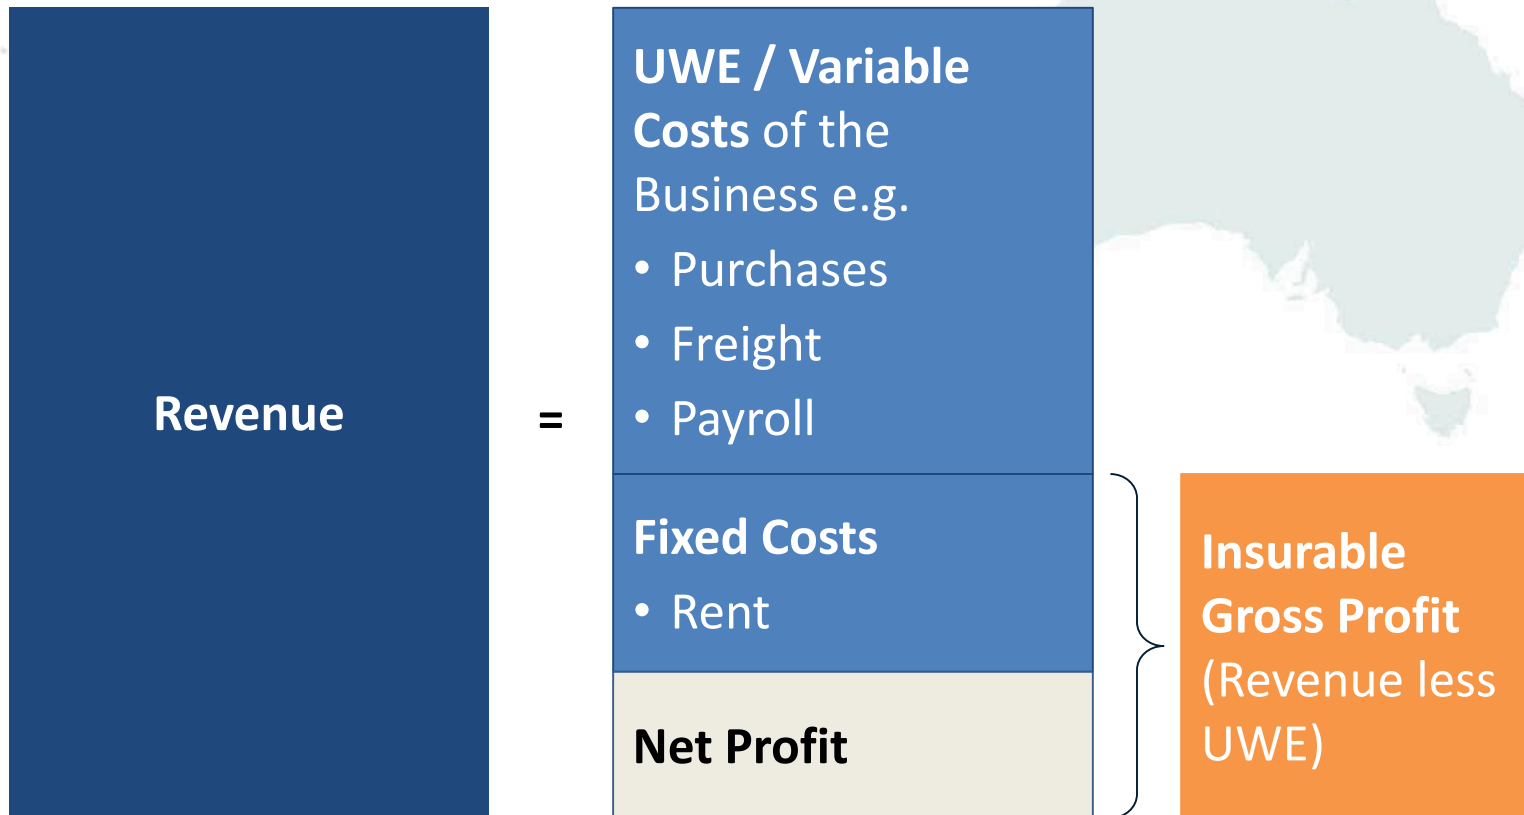 Revenue
=
UWE / Variable
Costs of the
Business e.g.
• Purchases
• Freight
• Payroll
Fixed Costs
• Rent
Net Profit
Insurable
Gross Profit
(Revenue less
UWE)